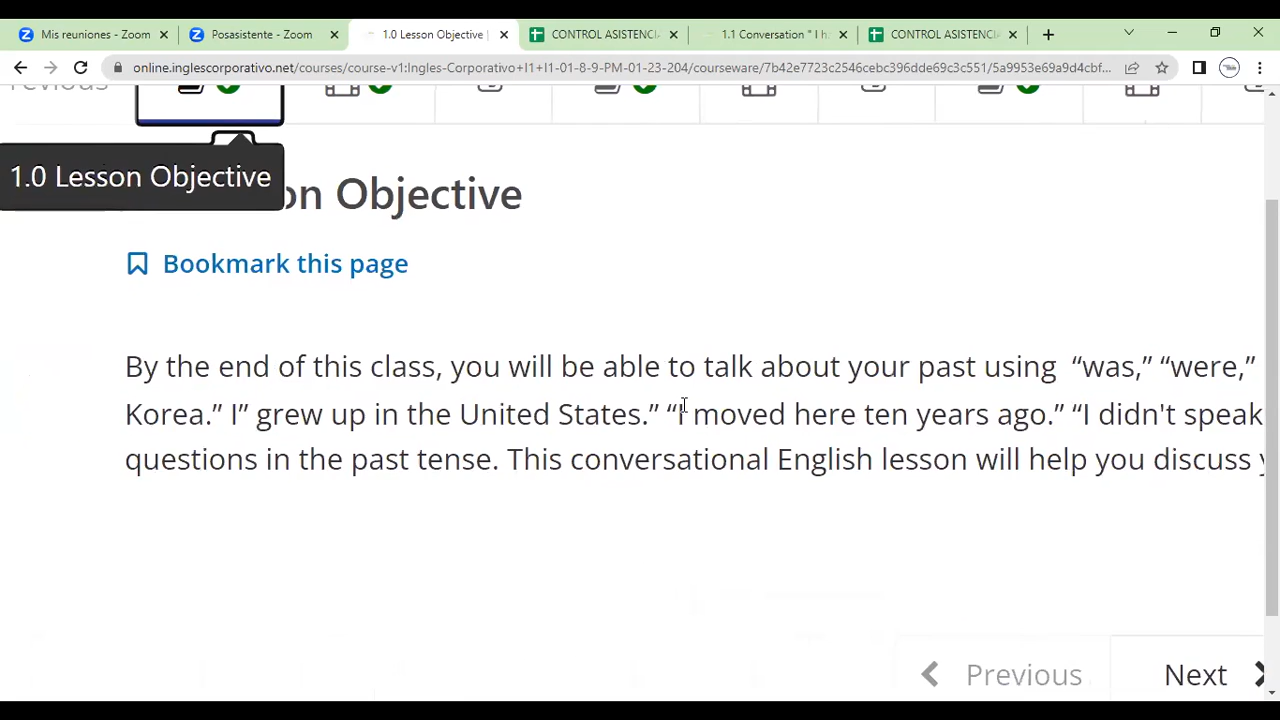 Mis reuniones - Zoom
Posasistente - Zoom
1.0 Lesson Objective |
CONTROL ASISTENCIA
1.1 Conversation " I h
CONTROL ASISTENCIA
online.inglescorporativo.net/courses/course-v1:Ingles-Corporativo+I1+I1-01-8-9-PM-01-23-204/courseware/7b42e7723c2546cebc396dde69c3c551/5a9953e69a9d4cbf...
revious
1.0 Lesson Objective
on Objective
Bookmark this page
By the end of this class, you will be able to talk about your past using “was,” “were,”
Korea.” I” grew up in the United States.” “I moved here ten years ago.” “I didn't speak
questions in the past tense. This conversational English lesson will help you discuss y
Previous
Next